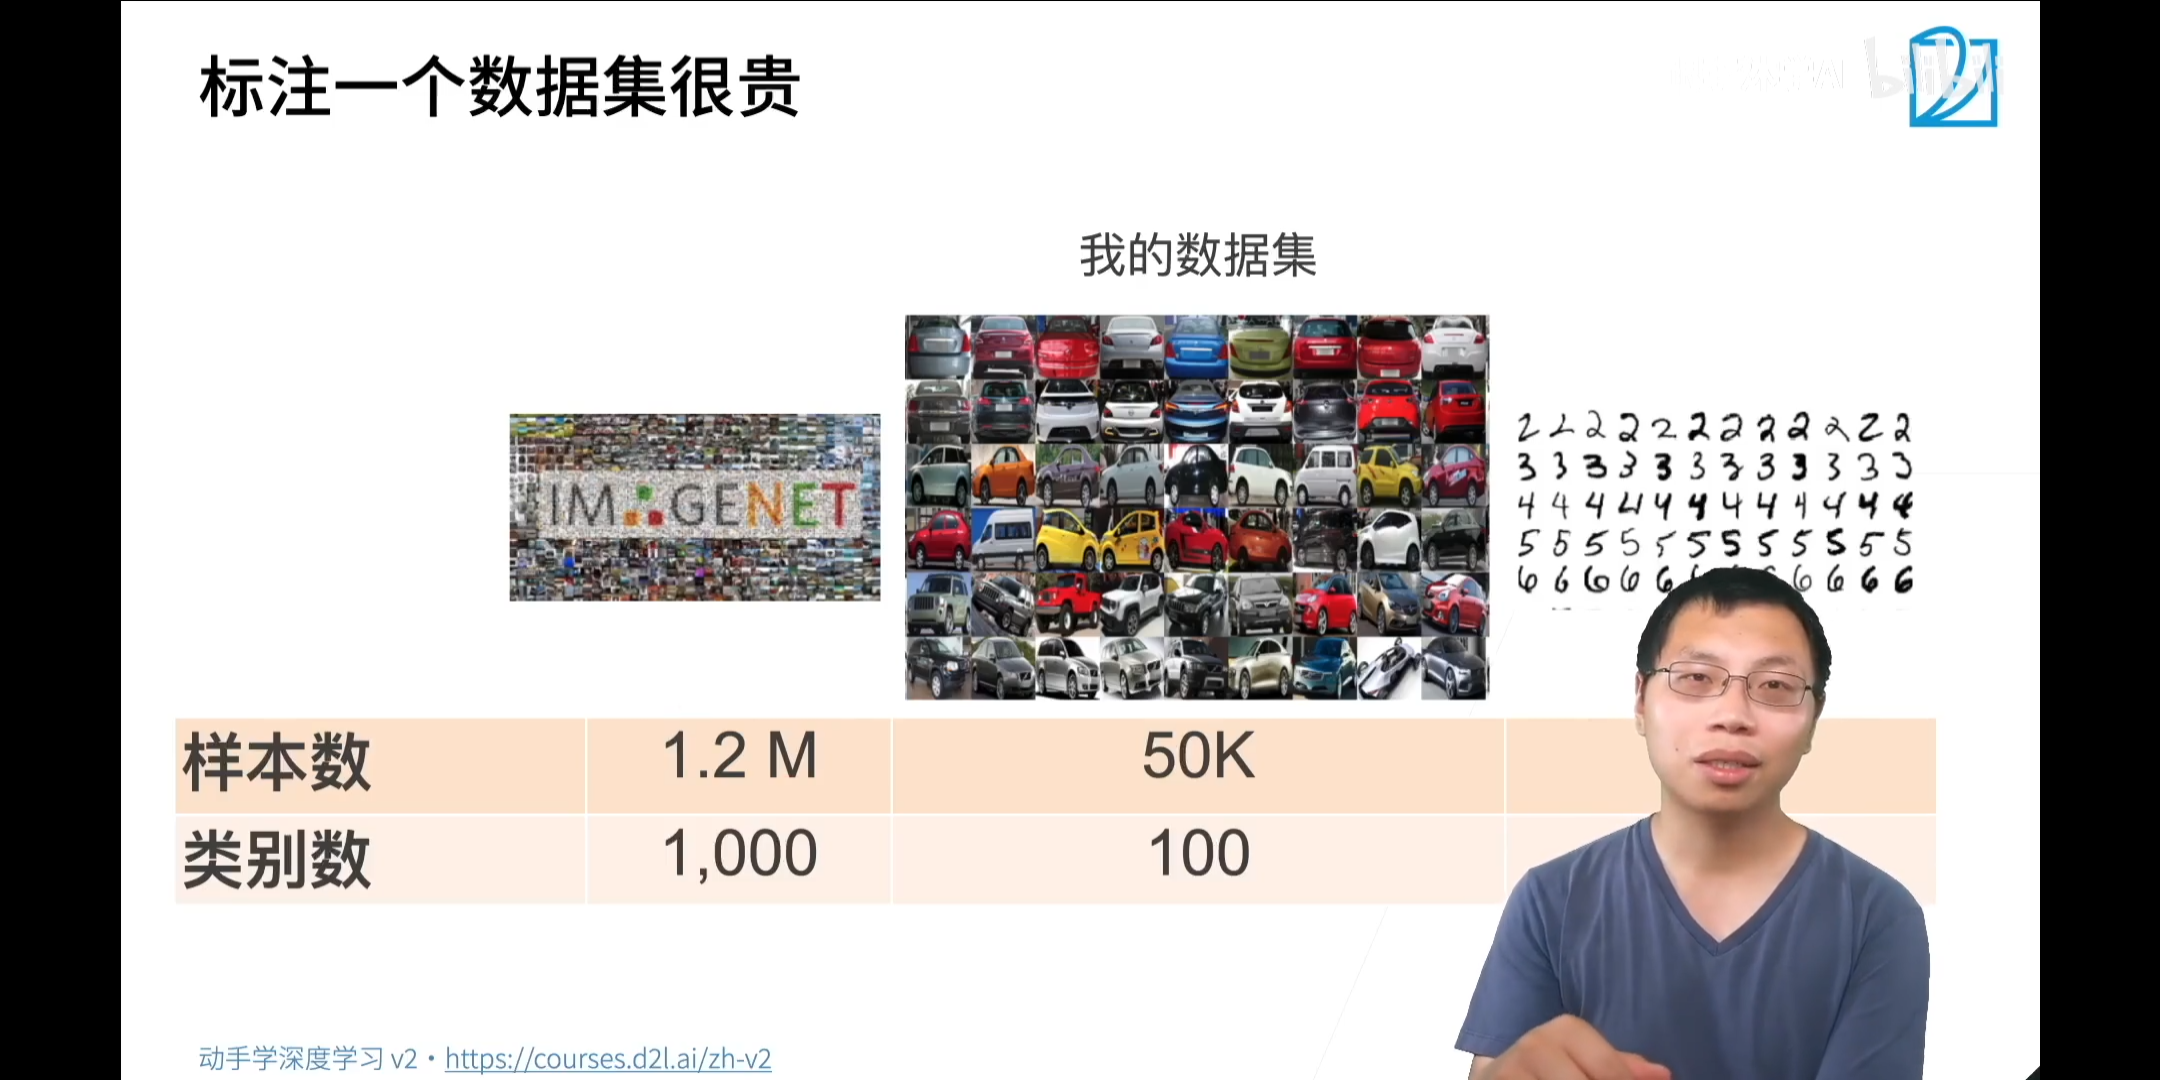 标注一个数据集很贵
bilibili
我的数据集
IMAGENET
2 2 2 2 2 2 2 2 2 2 2 2
3 3 3 3 3 3 3 3 3 3 3 3
4 4 4 4 4 4 4 4 4 4 4 4
5 5 5 5 5 5 5 5 5 5 5 5
6 6 6 6 6 6 6 6 6 6
样本数 1.2 M 50K
类别数 1,000 100
动手学深度学习 v2 · https://courses.d2l.ai/zh-v2